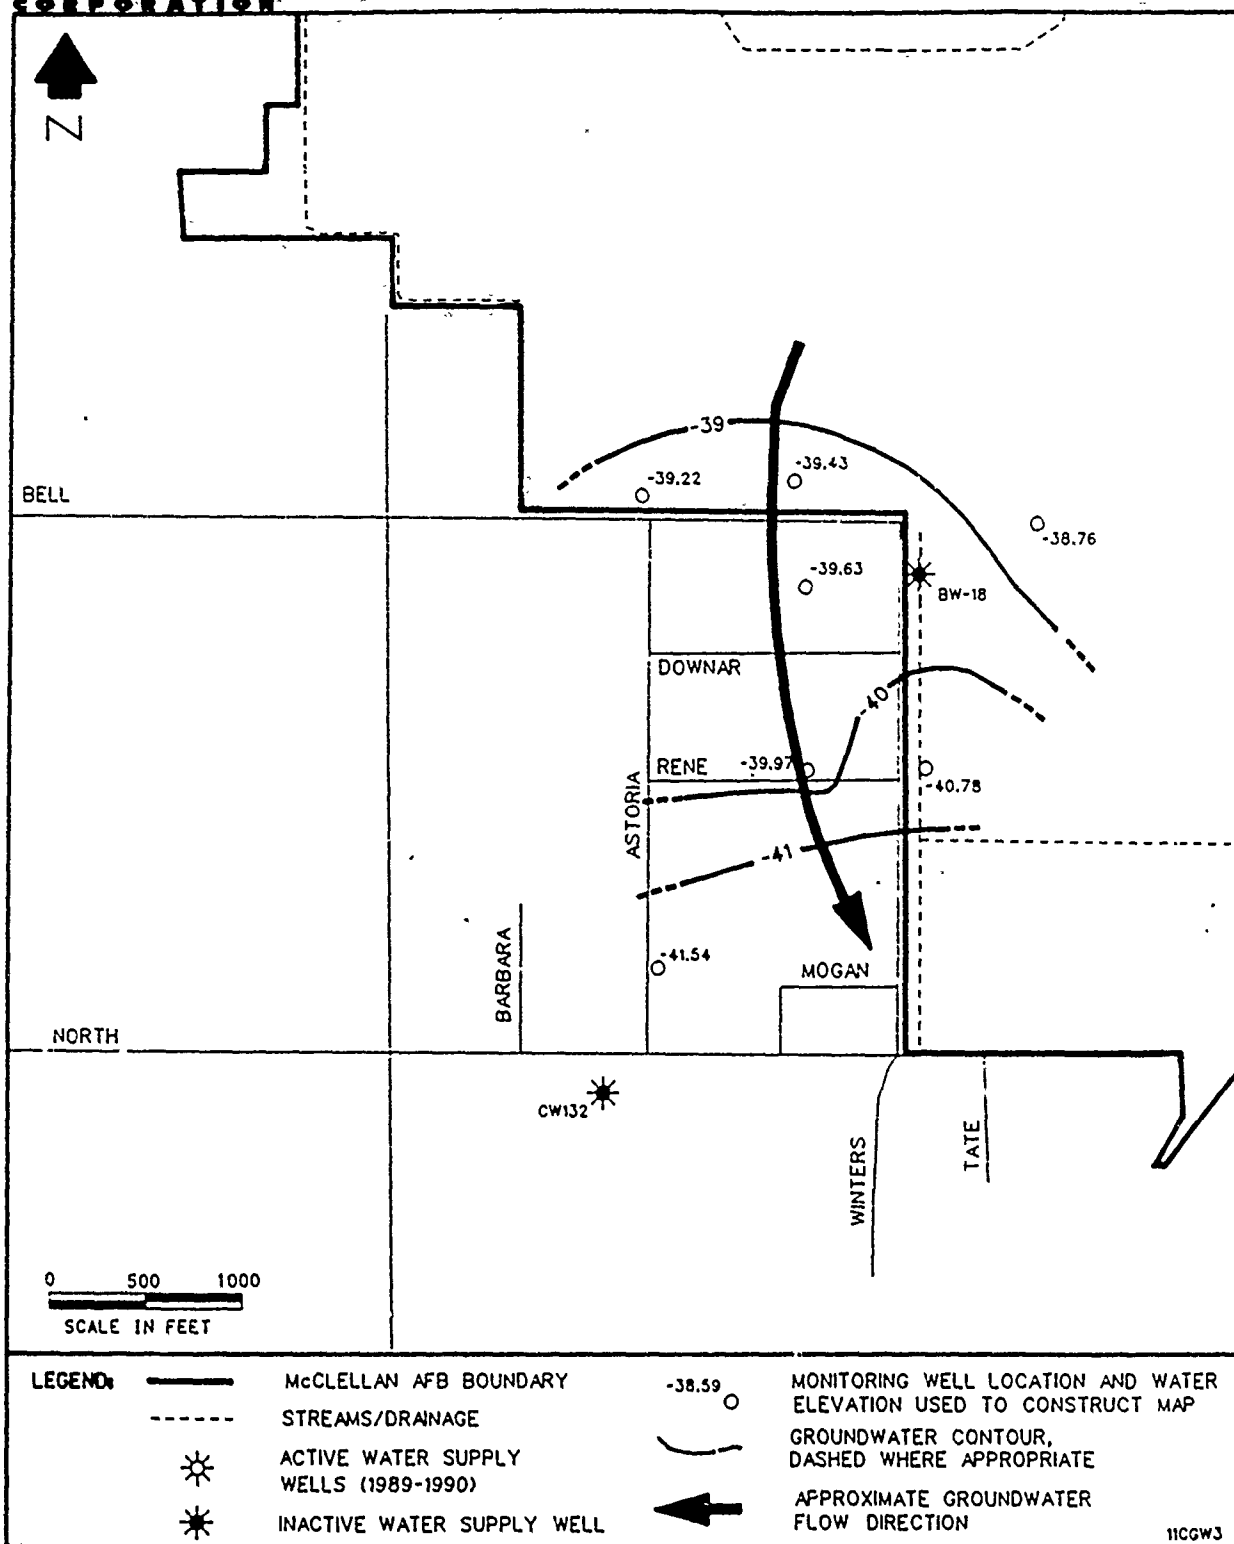 CORPORATION
N
-39
-39.22
-39.43
BELL
-38.76
-39.63
BW-18
DOWNAR
-40
RENE
-39.97
-40.78
ASTORIA
-41
BARBARA
-41.54
MOGAN
NORTH
CW132
WINTERS
TATE
0 500 1000
SCALE IN FEET
LEGEND:
McCLELLAN AFB BOUNDARY
STREAMS/DRAINAGE
ACTIVE WATER SUPPLY
WELLS (1989-1990)
INACTIVE WATER SUPPLY WELL
-38.59
MONITORING WELL LOCATION AND WATER
ELEVATION USED TO CONSTRUCT MAP
GROUNDWATER CONTOUR,
DASHED WHERE APPROPRIATE
APPROXIMATE GROUNDWATER
FLOW DIRECTION
11CGW3